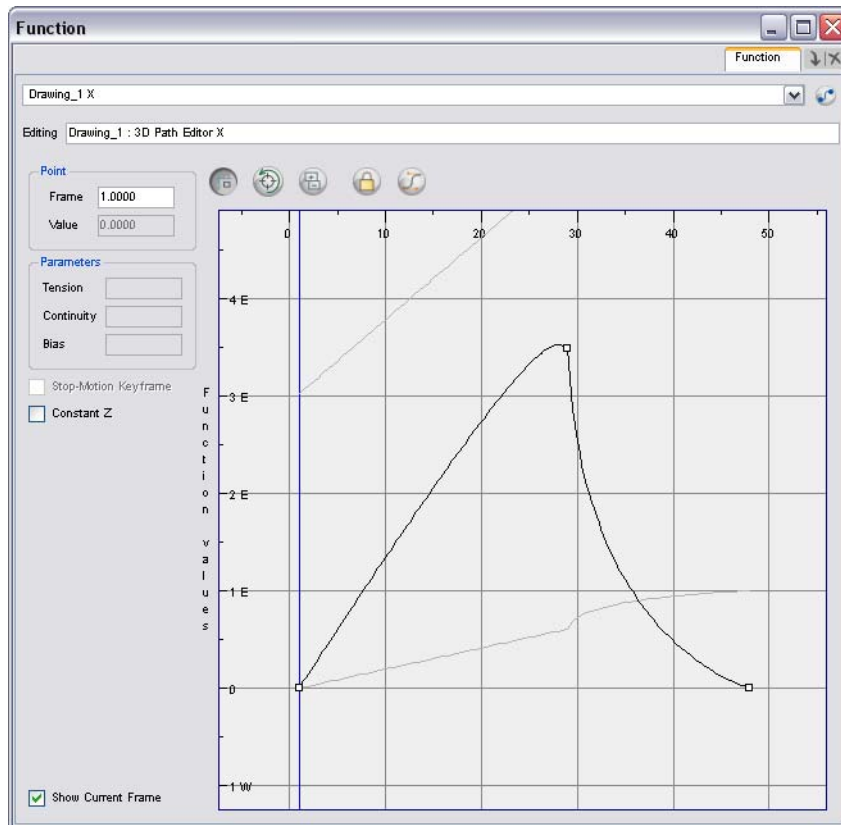 Function
Function
Drawing_1 X
Editing Drawing_1 : 3D Path Editor X
Point
Frame 1.0000
Value 0.0000
Parameters
Tension
Continuity
Bias
Stop-Motion Keyframe
Constant Z
Function values
0 10 20 30 40 50
4 E
3 E
2 E
1 E
0
1 W
Show Current Frame